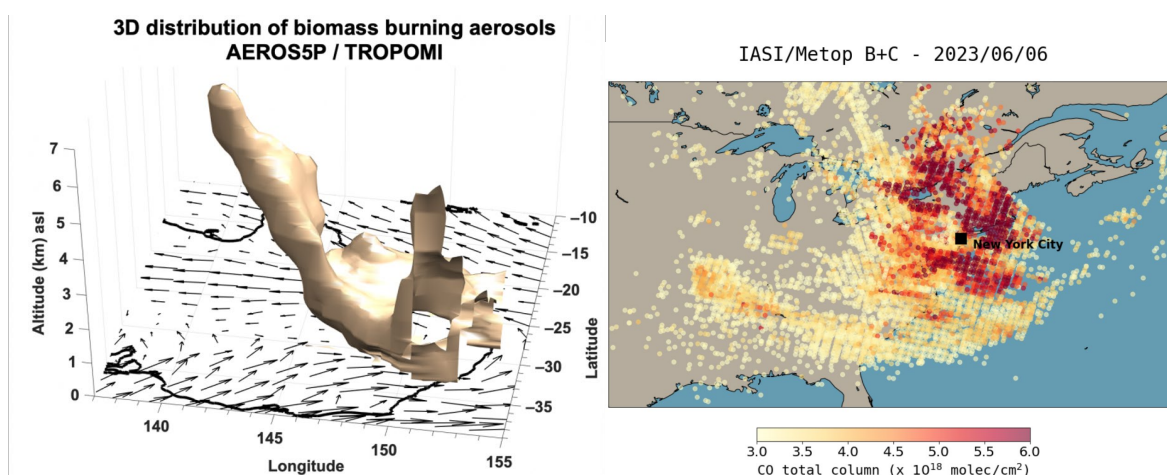 3D distribution of biomass burning aerosols
AEROS5P / TROPOMI
7
6
5
4
3
2
1
0
Altitude (km) asl
140
145
150
155
Longitude
−10
−15
−20
−25
−30
−35
Latitude
IASI/Metop B+C - 2023/06/06
New York City
3.0 3.5 4.0 4.5 5.0 5.5 6.0
CO total column (x 10¹⁸ molec/cm²)